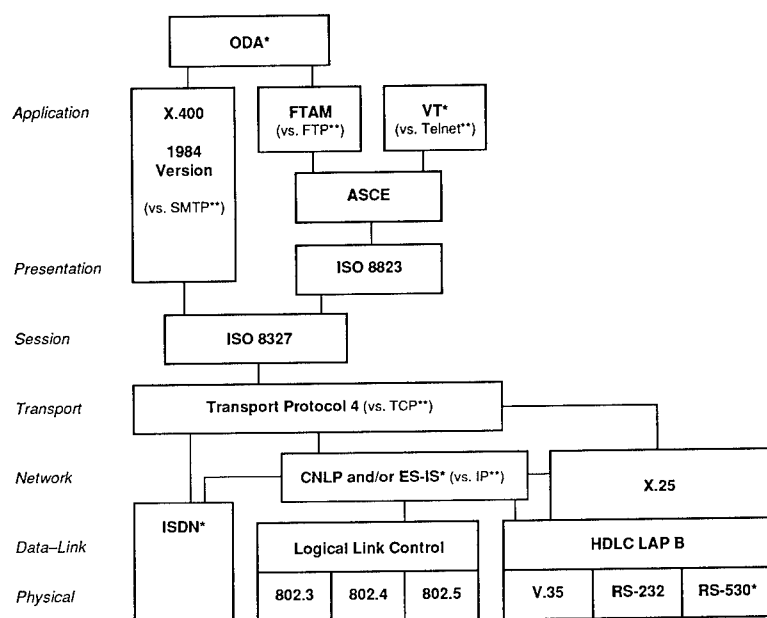 ODA*
Application
X.400
1984
Version
(vs. SMTP**)
FTAM
(vs. FTP**)
VT*
(vs. Telnet**)
ASCE
Presentation
ISO 8823
Session
ISO 8327
Transport
Transport Protocol 4 (vs. TCP**)
Network
CNLP and/or ES-IS* (vs. IP**)
X.25
ISDN*
Data–Link
Logical Link Control
HDLC LAP B
Physical
802.3
802.4
802.5
V.35
RS-232
RS-530*